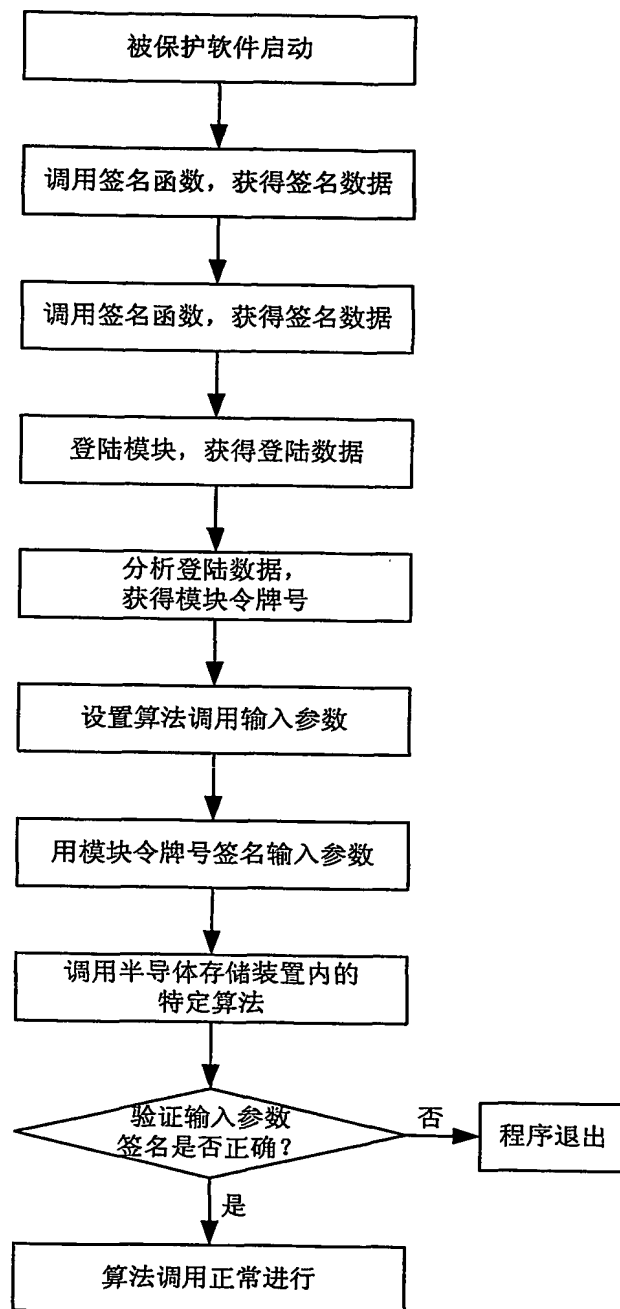 被保护软件启动
调用签名函数，获得签名数据
调用签名函数，获得签名数据
登陆模块，获得登陆数据
分析登陆数据，
获得模块令牌号
设置算法调用输入参数
用模块令牌号签名输入参数
调用半导体存储装置内的
特定算法
验证输入参数
签名是否正确？
否
程序退出
是
算法调用正常进行